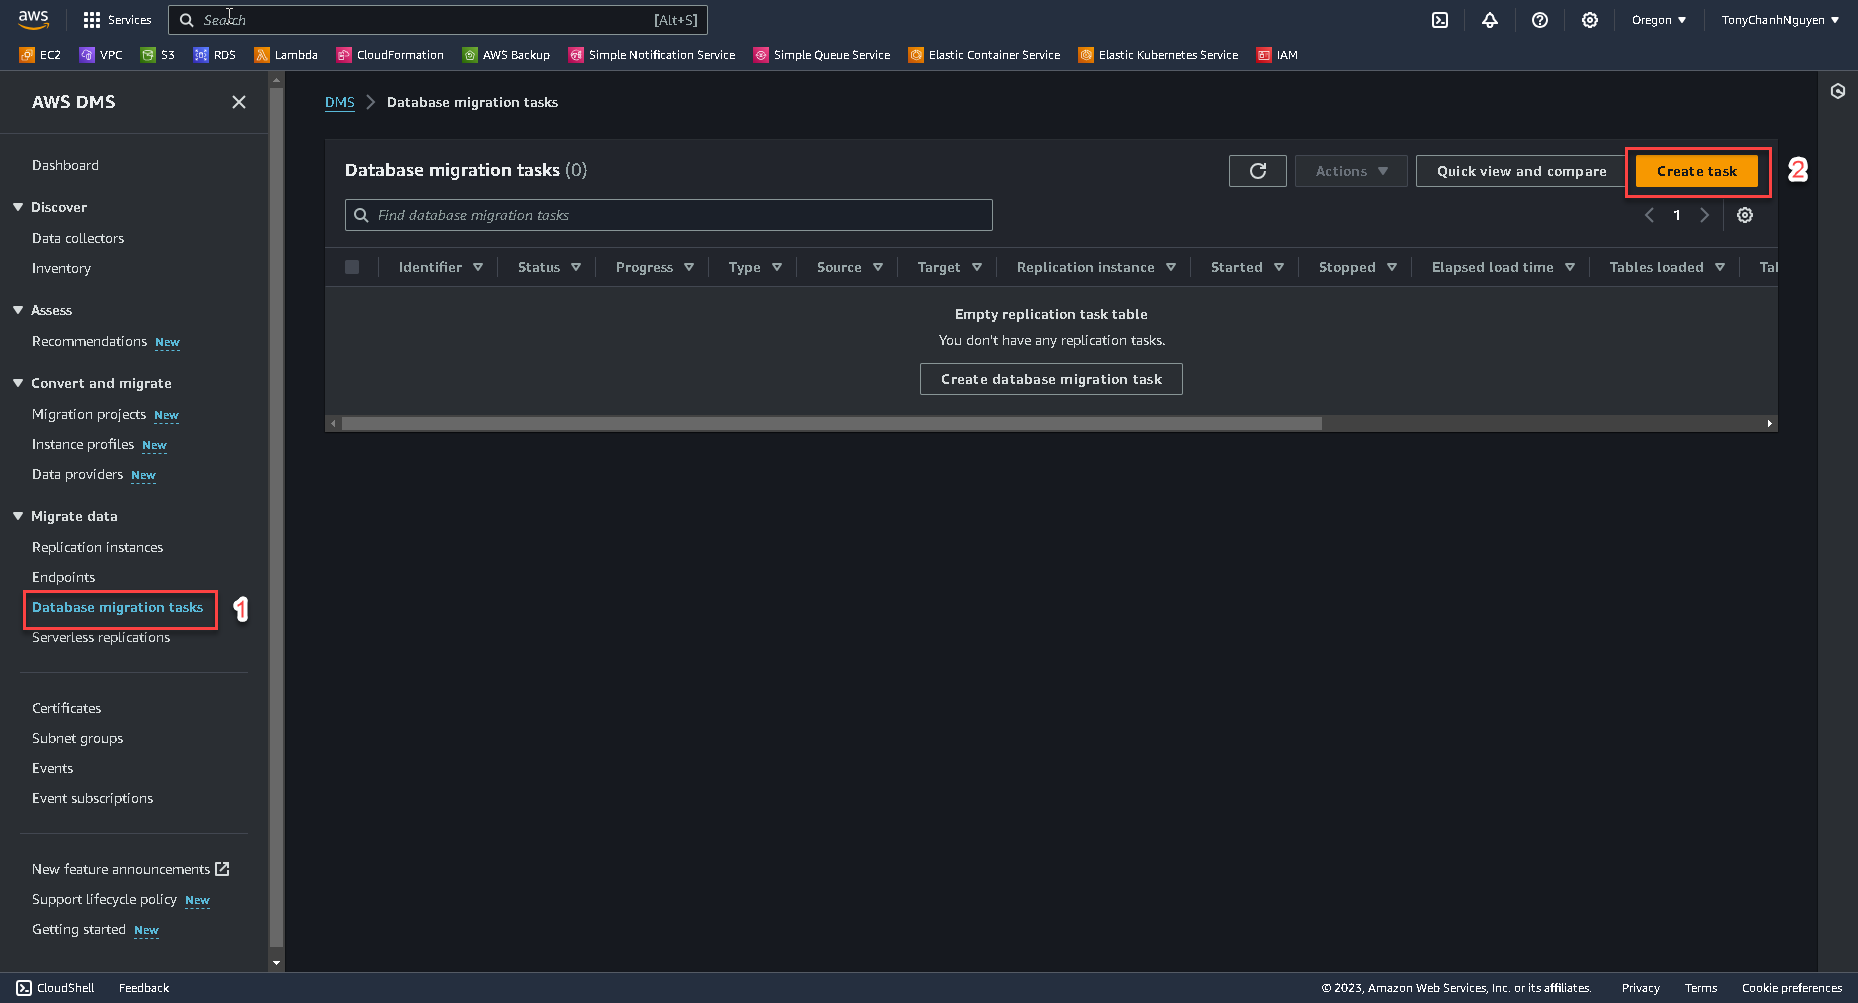 aws
Services
Search
[Alt+S]
Oregon
TonyChanhNguyen
EC2
VPC
S3
RDS
Lambda
CloudFormation
AWS Backup
Simple Notification Service
Simple Queue Service
Elastic Container Service
Elastic Kubernetes Service
IAM
AWS DMS
Dashboard
Discover
Data collectors
Inventory
Assess
Recommendations New
Convert and migrate
Migration projects New
Instance profiles New
Data providers New
Migrate data
Replication instances
Endpoints
Database migration tasks
1
Serverless replications
Certificates
Subnet groups
Events
Event subscriptions
New feature announcements
Support lifecycle policy New
Getting started New
DMS > Database migration tasks
Database migration tasks (0)
Actions
Quick view and compare
Create task
2
Find database migration tasks
1
Identifier
Status
Progress
Type
Source
Target
Replication instance
Started
Stopped
Elapsed load time
Tables loaded
Tal
Empty replication task table
You don't have any replication tasks.
Create database migration task
CloudShell
Feedback
© 2023, Amazon Web Services, Inc. or its affiliates.
Privacy
Terms
Cookie preferences